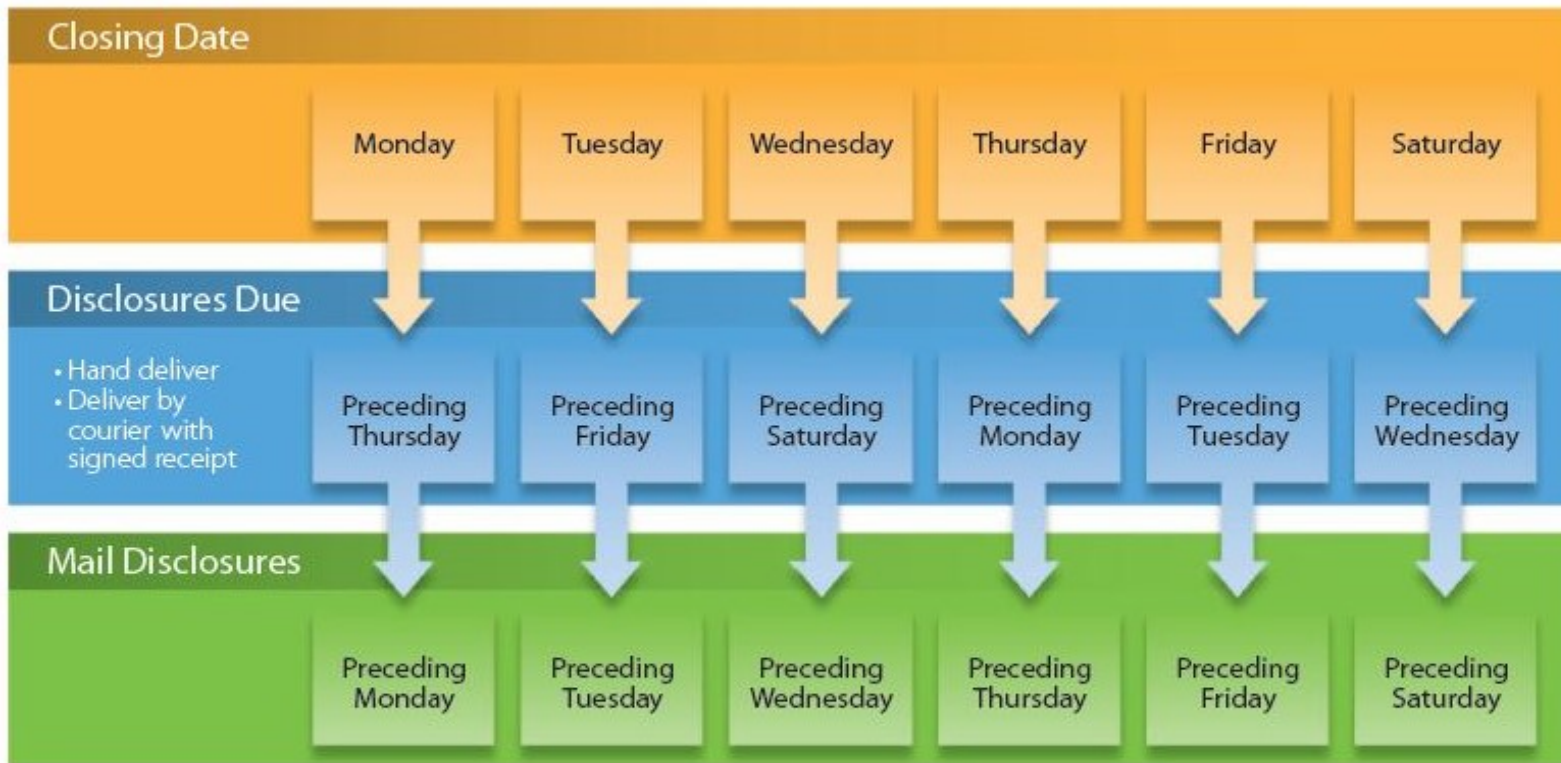 Closing Date
Monday
Tuesday
Wednesday
Thursday
Friday
Saturday
Disclosures Due
• Hand deliver
• Deliver by
courier with
signed receipt
Preceding
Thursday
Preceding
Friday
Preceding
Saturday
Preceding
Monday
Preceding
Tuesday
Preceding
Wednesday
Mail Disclosures
Preceding
Monday
Preceding
Tuesday
Preceding
Wednesday
Preceding
Thursday
Preceding
Friday
Preceding
Saturday